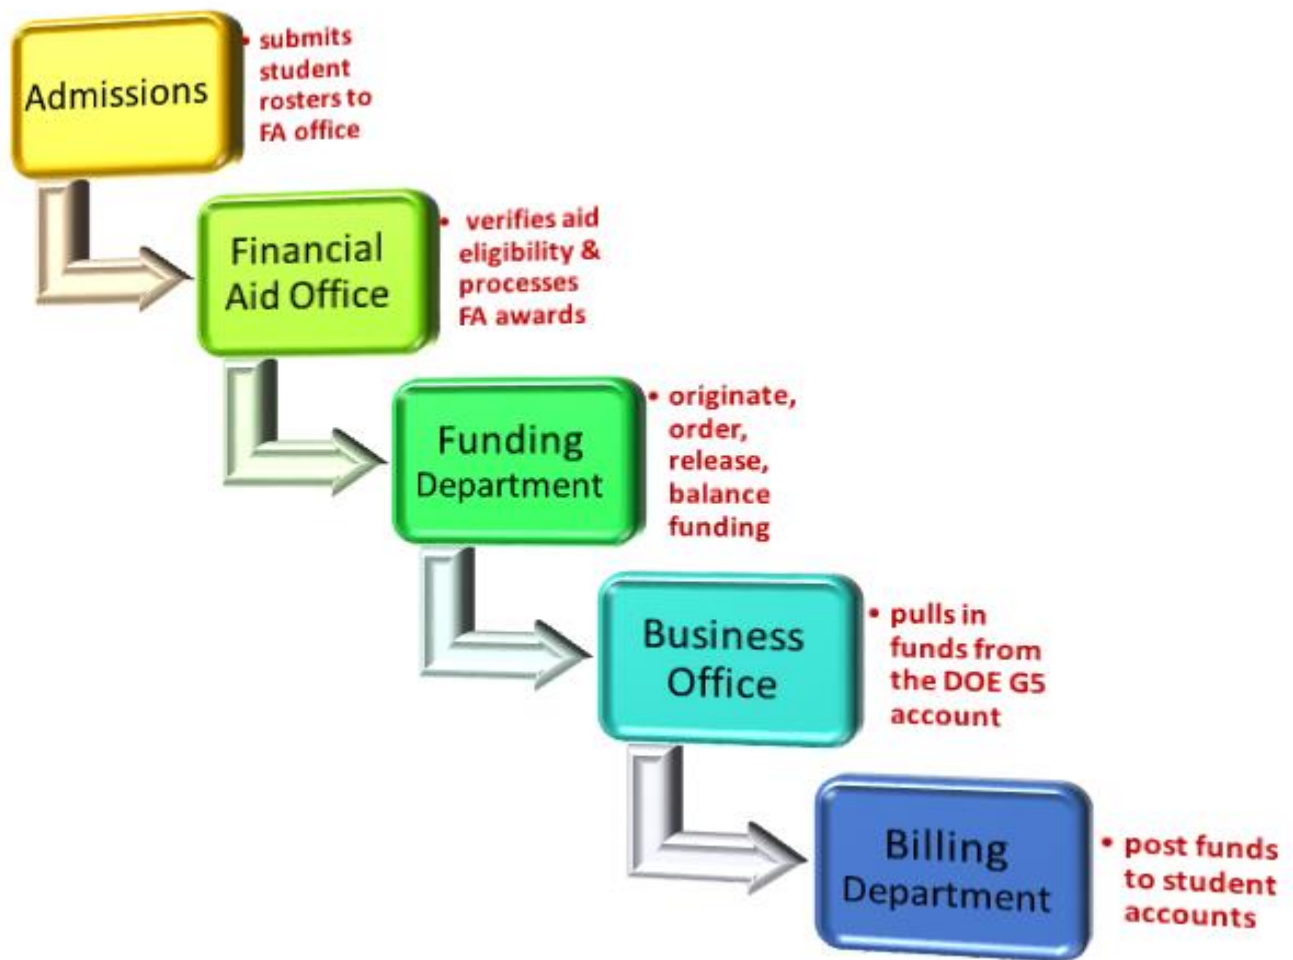 Admissions
• submits
student
rosters to
FA office
Financial
Aid Office
• verifies aid
eligibility &
processes
FA awards
Funding
Department
• originate,
order,
release,
balance
funding
Business
Office
• pulls in
funds from
the DOE G5
account
Billing
Department
• post funds
to student
accounts